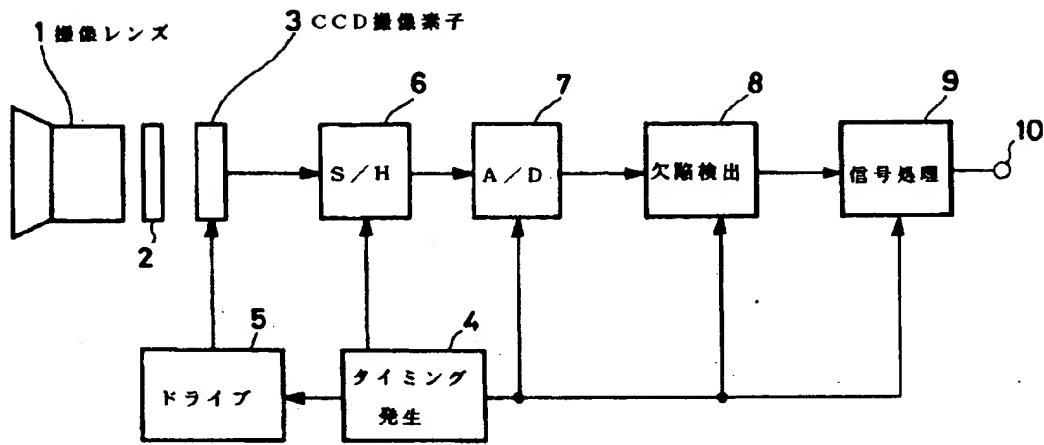 1 撮像レンズ
3 CCD撮像素子
6
7
8
9
10
S/H
A/D
欠陥検出
信号処理
2
5
4
ドライブ
タイミング
発生